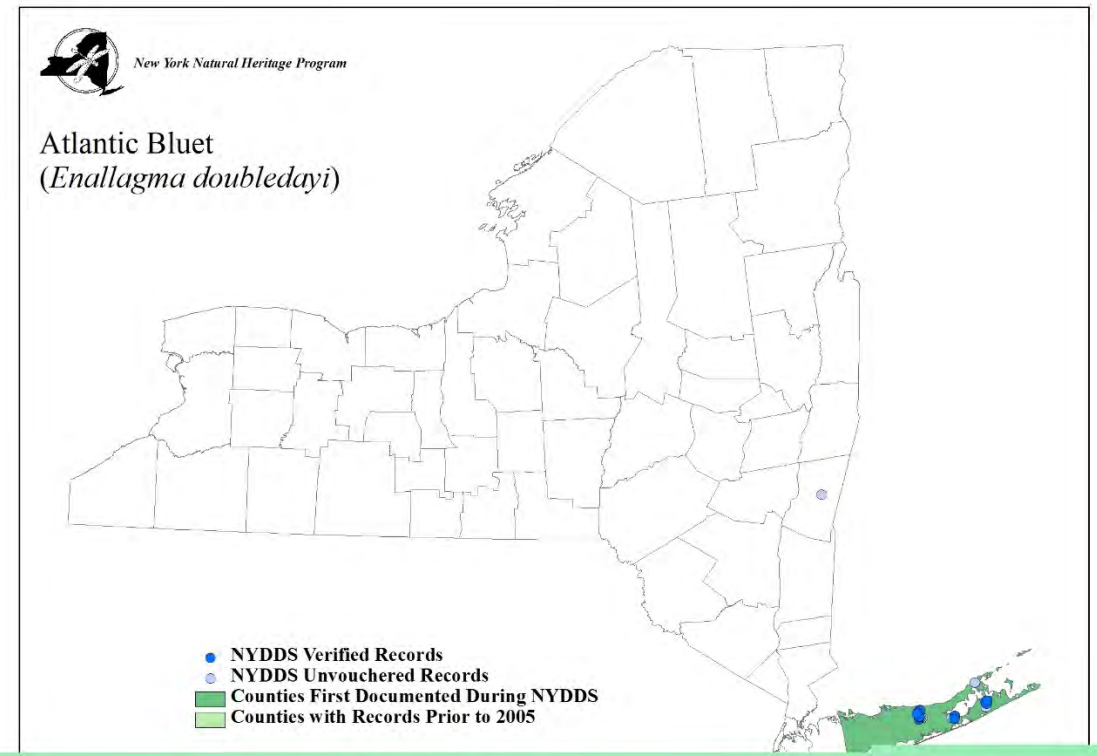 New York Natural Heritage Program
Atlantic Bluet
(Enallagma doubledayi)
NYDDS Verified Records
NYDDS Unvouchered Records
Counties First Documented During NYDDS
Counties with Records Prior to 2005